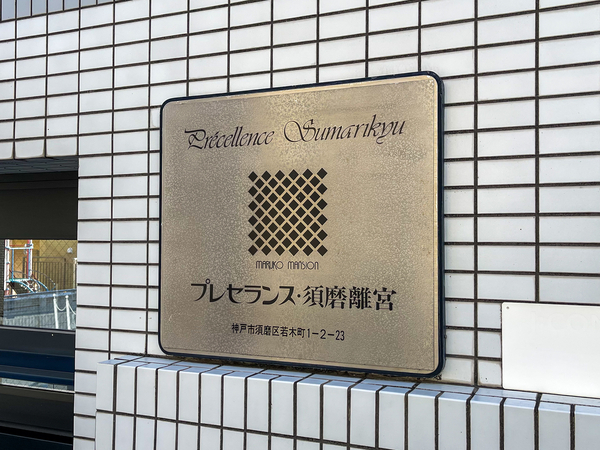 Précellence Sumarikyu
MARUKO MANSION
プレセランス・須磨離宮
神戸市須磨区若木町1-2-23